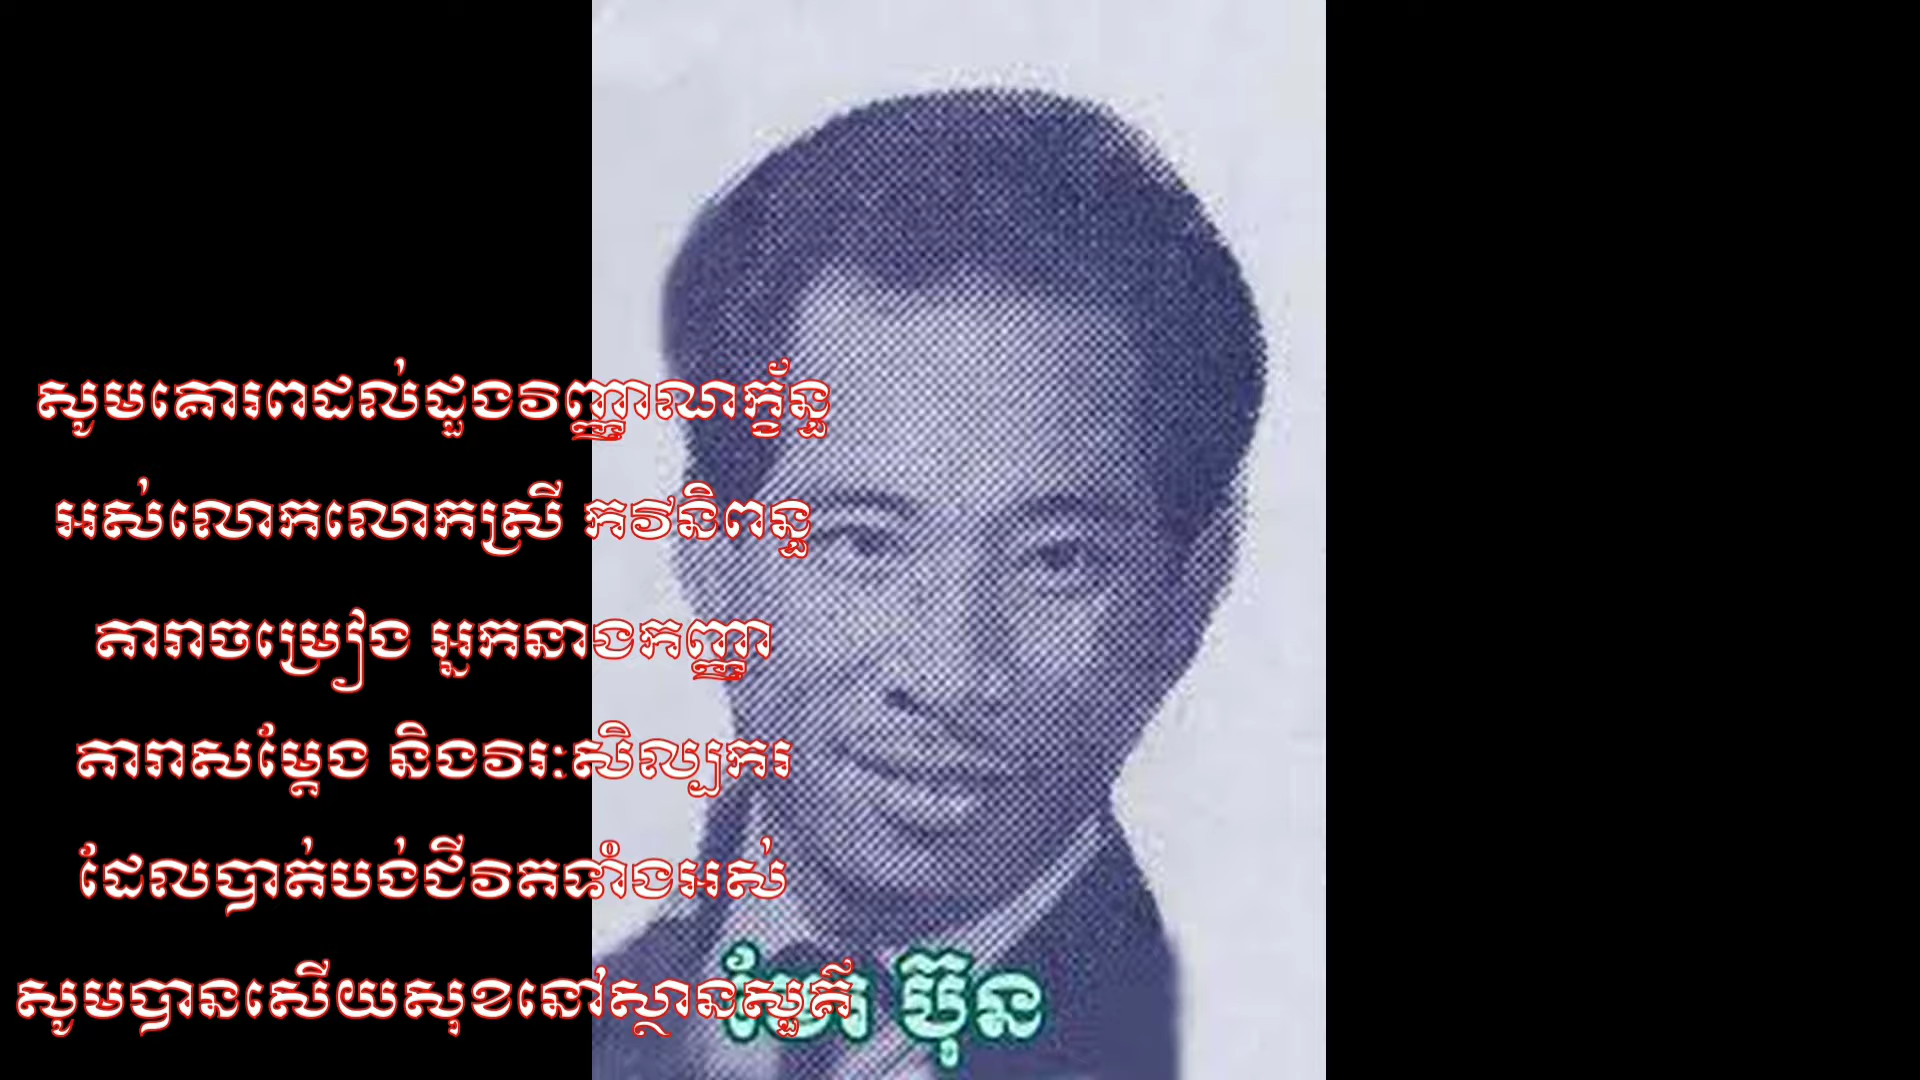 សូមគោរពដល់ដួងវិញ្ញាណក្ខ័ន្ធ
អស់លោកលោកស្រី កវីនិពន្ធ
តារាចម្រៀង អ្នកនាងកញ្ញា
តារាសម្ដែង និងវិរៈសិល្បករ
ដែលបាត់បង់ជីវិតទាំងអស់
សូមបានសើយសុខនៅស្ថានសួគ៌
ប៊ុន